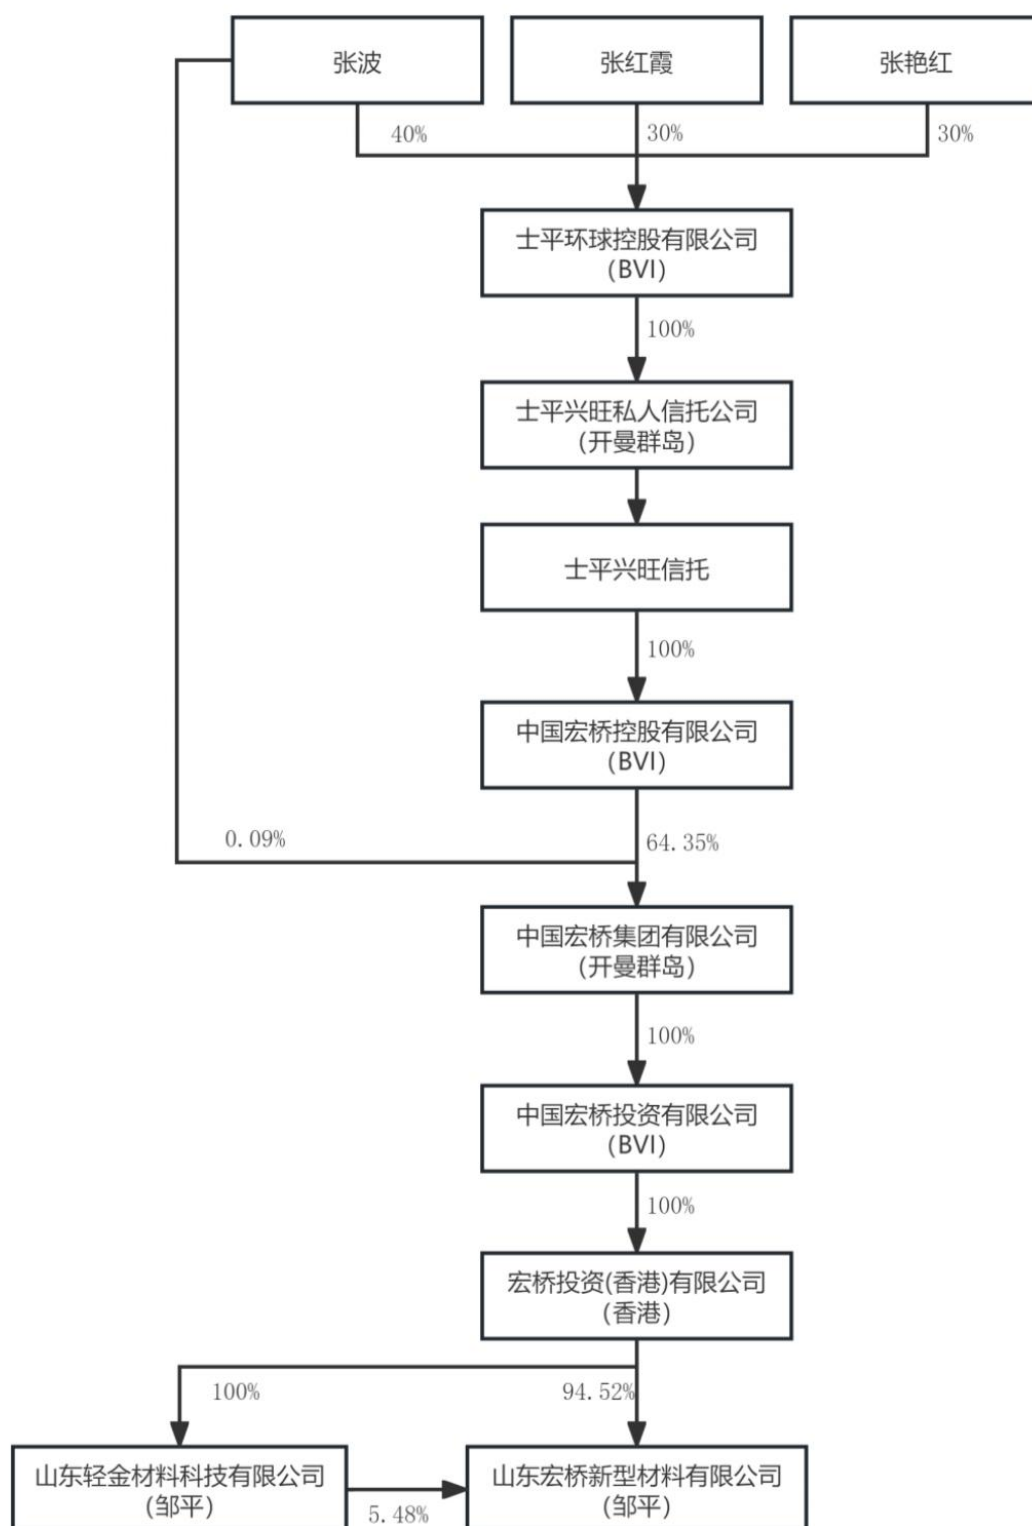 张波
张红霞
张艳红
40%
30%
30%
士平环球控股有限公司
（BVI）
100%
士平兴旺私人信托公司
（开曼群岛）
士平兴旺信托
100%
中国宏桥控股有限公司
（BVI）
0.09%
64.35%
中国宏桥集团有限公司
（开曼群岛）
100%
中国宏桥投资有限公司
（BVI）
100%
宏桥投资(香港)有限公司
（香港）
100%
94.52%
山东轻金材料科技有限公司
（邹平）
5.48%
山东宏桥新型材料有限公司
（邹平）